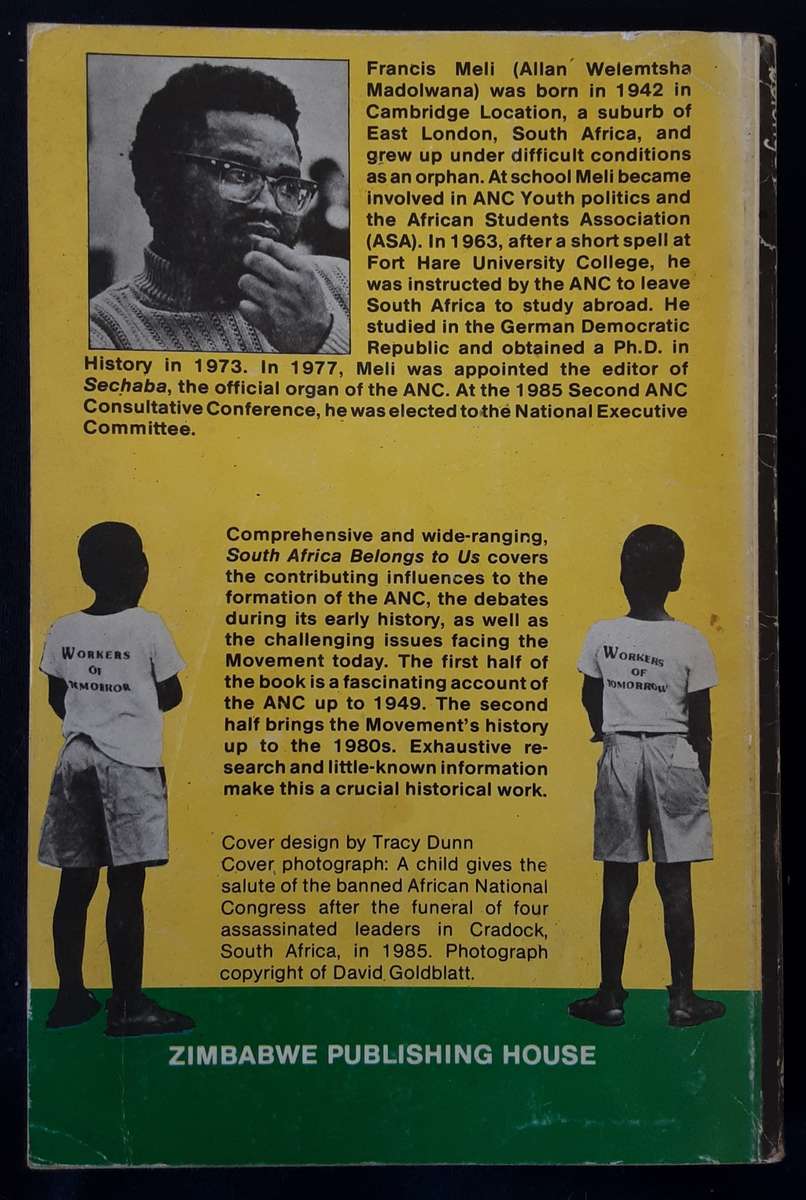 Francis Meli (Allan Welemtsha
Madolwana) was born in 1942 in
Cambridge Location, a suburb of
East London, South Africa, and
grew up under difficult conditions
as an orphan. At school Meli became
involved in ANC Youth politics and
the African Students Association
(ASA). In 1963, after a short spell at
Fort Hare University College, he
was instructed by the ANC to leave
South Africa to study abroad. He
studied in the German Democratic
Republic and obtained a Ph.D. in
History in 1973. In 1977, Meli was appointed the editor of
Sechaba, the official organ of the ANC. At the 1985 Second ANC
Consultative Conference, he was elected to the National Executive
Committee.
Comprehensive and wide-ranging,
South Africa Belongs to Us covers
the contributing influences to the
formation of the ANC, the debates
during its early history, as well as
the challenging issues facing the
Movement today. The first half of
the book is a fascinating account of
the ANC up to 1949. The second
half brings the Movement's history
up to the 1980s. Exhaustive re-
search and little-known information
make this a crucial historical work.
WORKERS
OF
TOMORROW
WORKERS
OF
TOMORROW
Cover design by Tracy Dunn
Cover photograph: A child gives the
salute of the banned African National
Congress after the funeral of four
assassinated leaders in Cradock,
South Africa, in 1985. Photograph
copyright of David Goldblatt.
ZIMBABWE PUBLISHING HOUSE